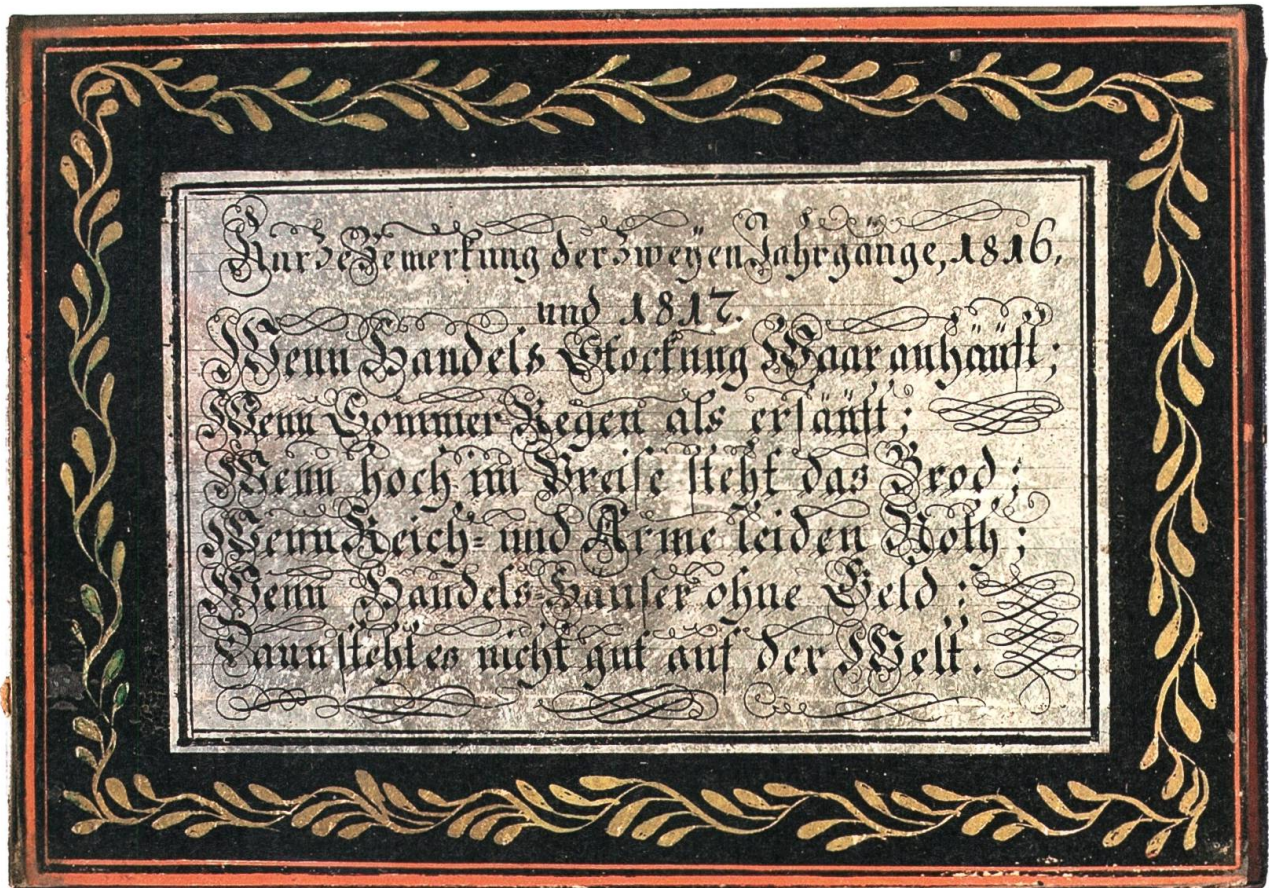 Kurze Bemerkung der zweÿen Jahrgänge, 1816,
und 1817.
Wenn Handels Stockung Waar anhäuft;
Wenn Sommer Regen als ersäuft;
Wenn hoch im Preise steht das Brod;
Wenn Reich= und Arme leiden Noth;
Wenn Handels=Häuser ohne Geld;
Dann steht es nicht gut auf der Welt.